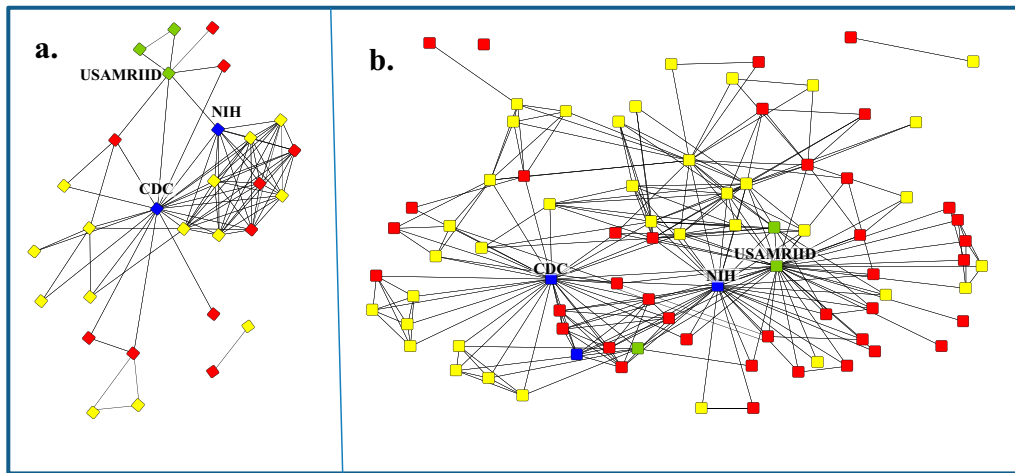 a.
USAMRIID
NIH
CDC
b.
CDC
NIH
USAMRIID